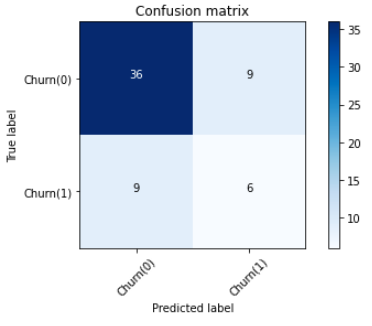 Confusion matrix
Churn(0)
Churn(1)
True label
36
9
9
6
Churn(0)
Churn(1)
Predicted label
35
30
25
20
15
10